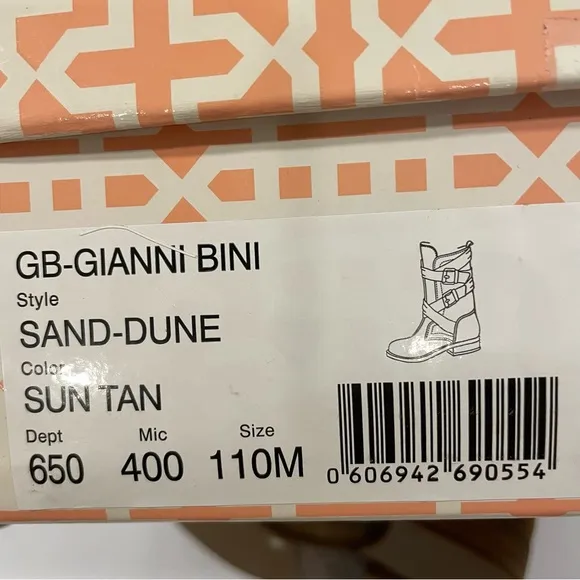 GB-GIANNI BINI
Style
SAND-DUNE
Color
SUN TAN
Dept Mic Size
650 400 110M
0 606942 690554